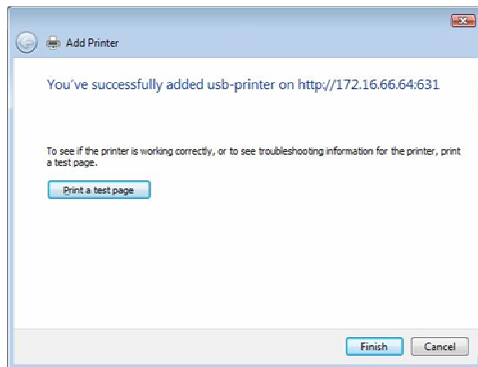 Add Printer
You've successfully added usb-printer on http://172.16.66.64:631
To see if the printer is working correctly, or to see troubleshooting information for the printer, print
a test page.
Print a test page
Finish Cancel